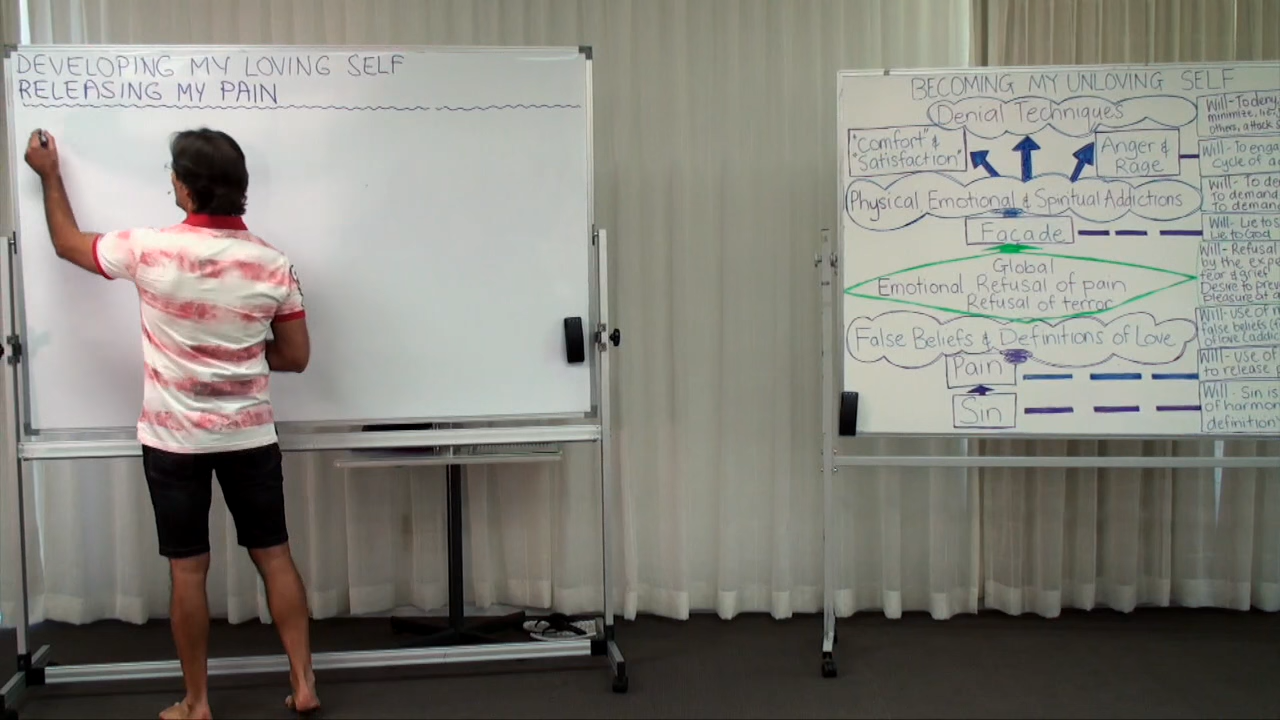 DEVELOPING MY LOVING SELF
RELEASING MY PAIN
BECOMING MY UNLOVING SELF
Denial Techniques
"Comfort" &
"Satisfaction"
Anger &
Rage
Physical, Emotional & Spiritual Addictions
Façade
Global
Emotional Refusal of pain
Refusal of terror
False Beliefs & Definitions of Love
Pain
Sin
Will - To deny
minimize, lie,
others, attack
Will - To enga
cycle of a
Will - To de
To demand
To demand
Will - Lie to s
Lie to God
Will - Refusal
by the expe
fear & grief
Desire to prev
pleasure of a
Will - use of
false beliefs
of love (addic
Will - use of
to release
Will - Sin is
of harmon
definition